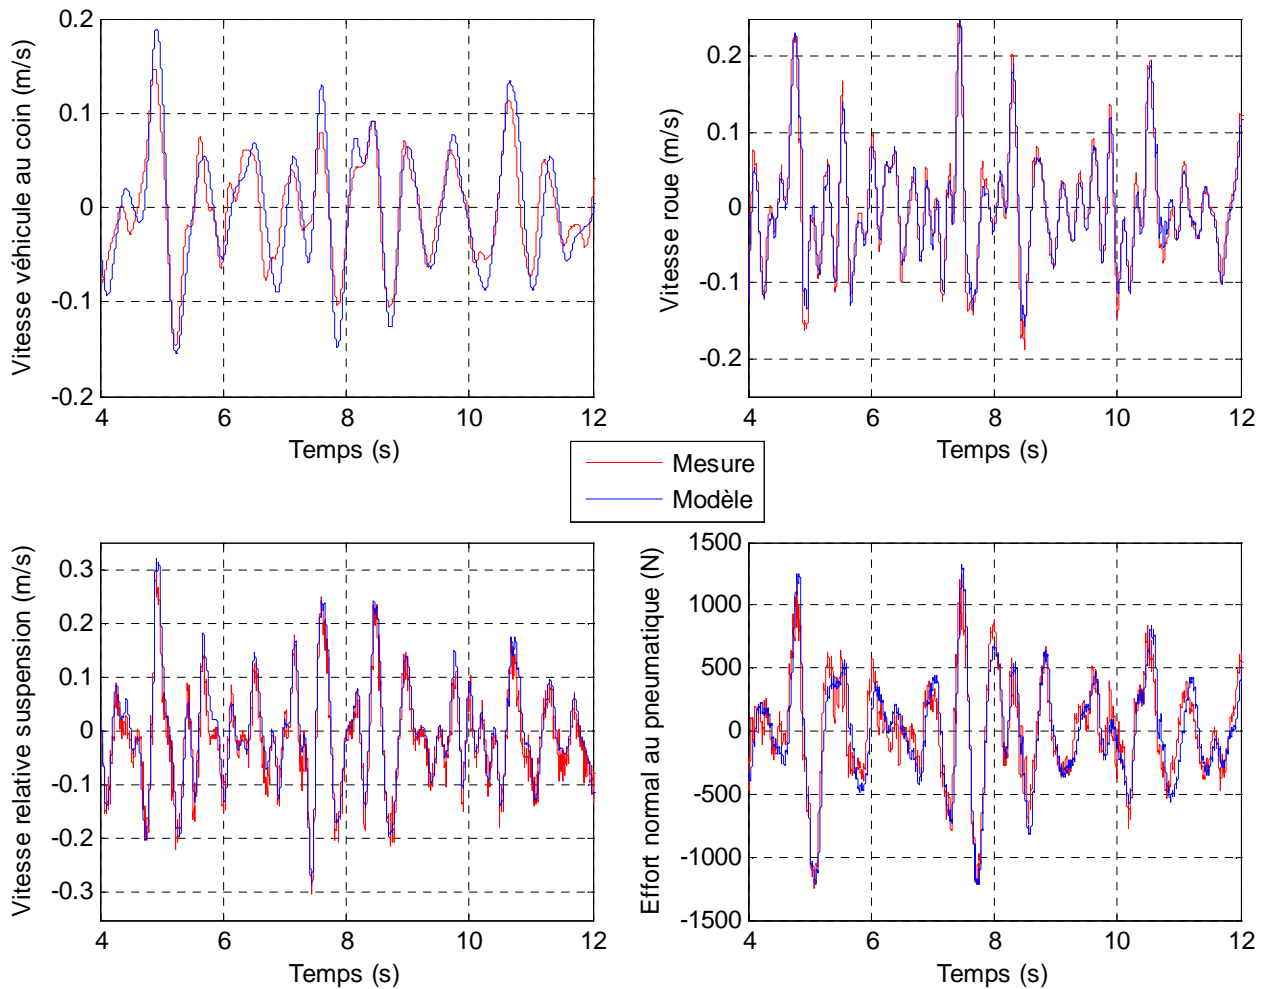 Vitesse véhicule au coin (m/s)
0.2
0.1
0
-0.1
-0.2
4 6 8 10 12
Temps (s)
Vitesse roue (m/s)
0.2
0.1
0
-0.1
-0.2
4 6 8 10 12
Temps (s)
Mesure
Modèle
Vitesse relative suspension (m/s)
0.3
0.2
0.1
0
-0.1
-0.2
-0.3
4 6 8 10 12
Temps (s)
Effort normal au pneumatique (N)
1500
1000
500
0
-500
-1000
-1500
4 6 8 10 12
Temps (s)